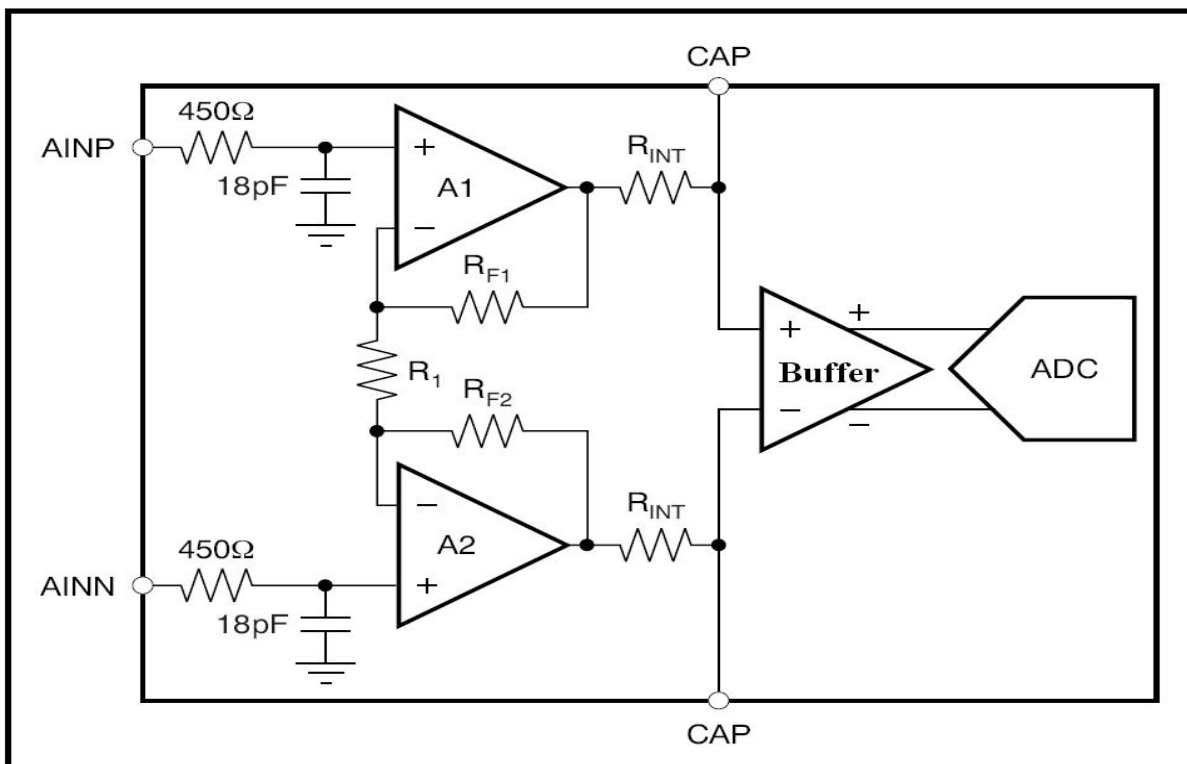 CAP
450Ω
AINP
18pF
+
A1
−
R_INT
R_F1
R_1
R_F2
+
Buffer
−
+
−
ADC
−
A2
+
R_INT
450Ω
AINN
18pF
CAP